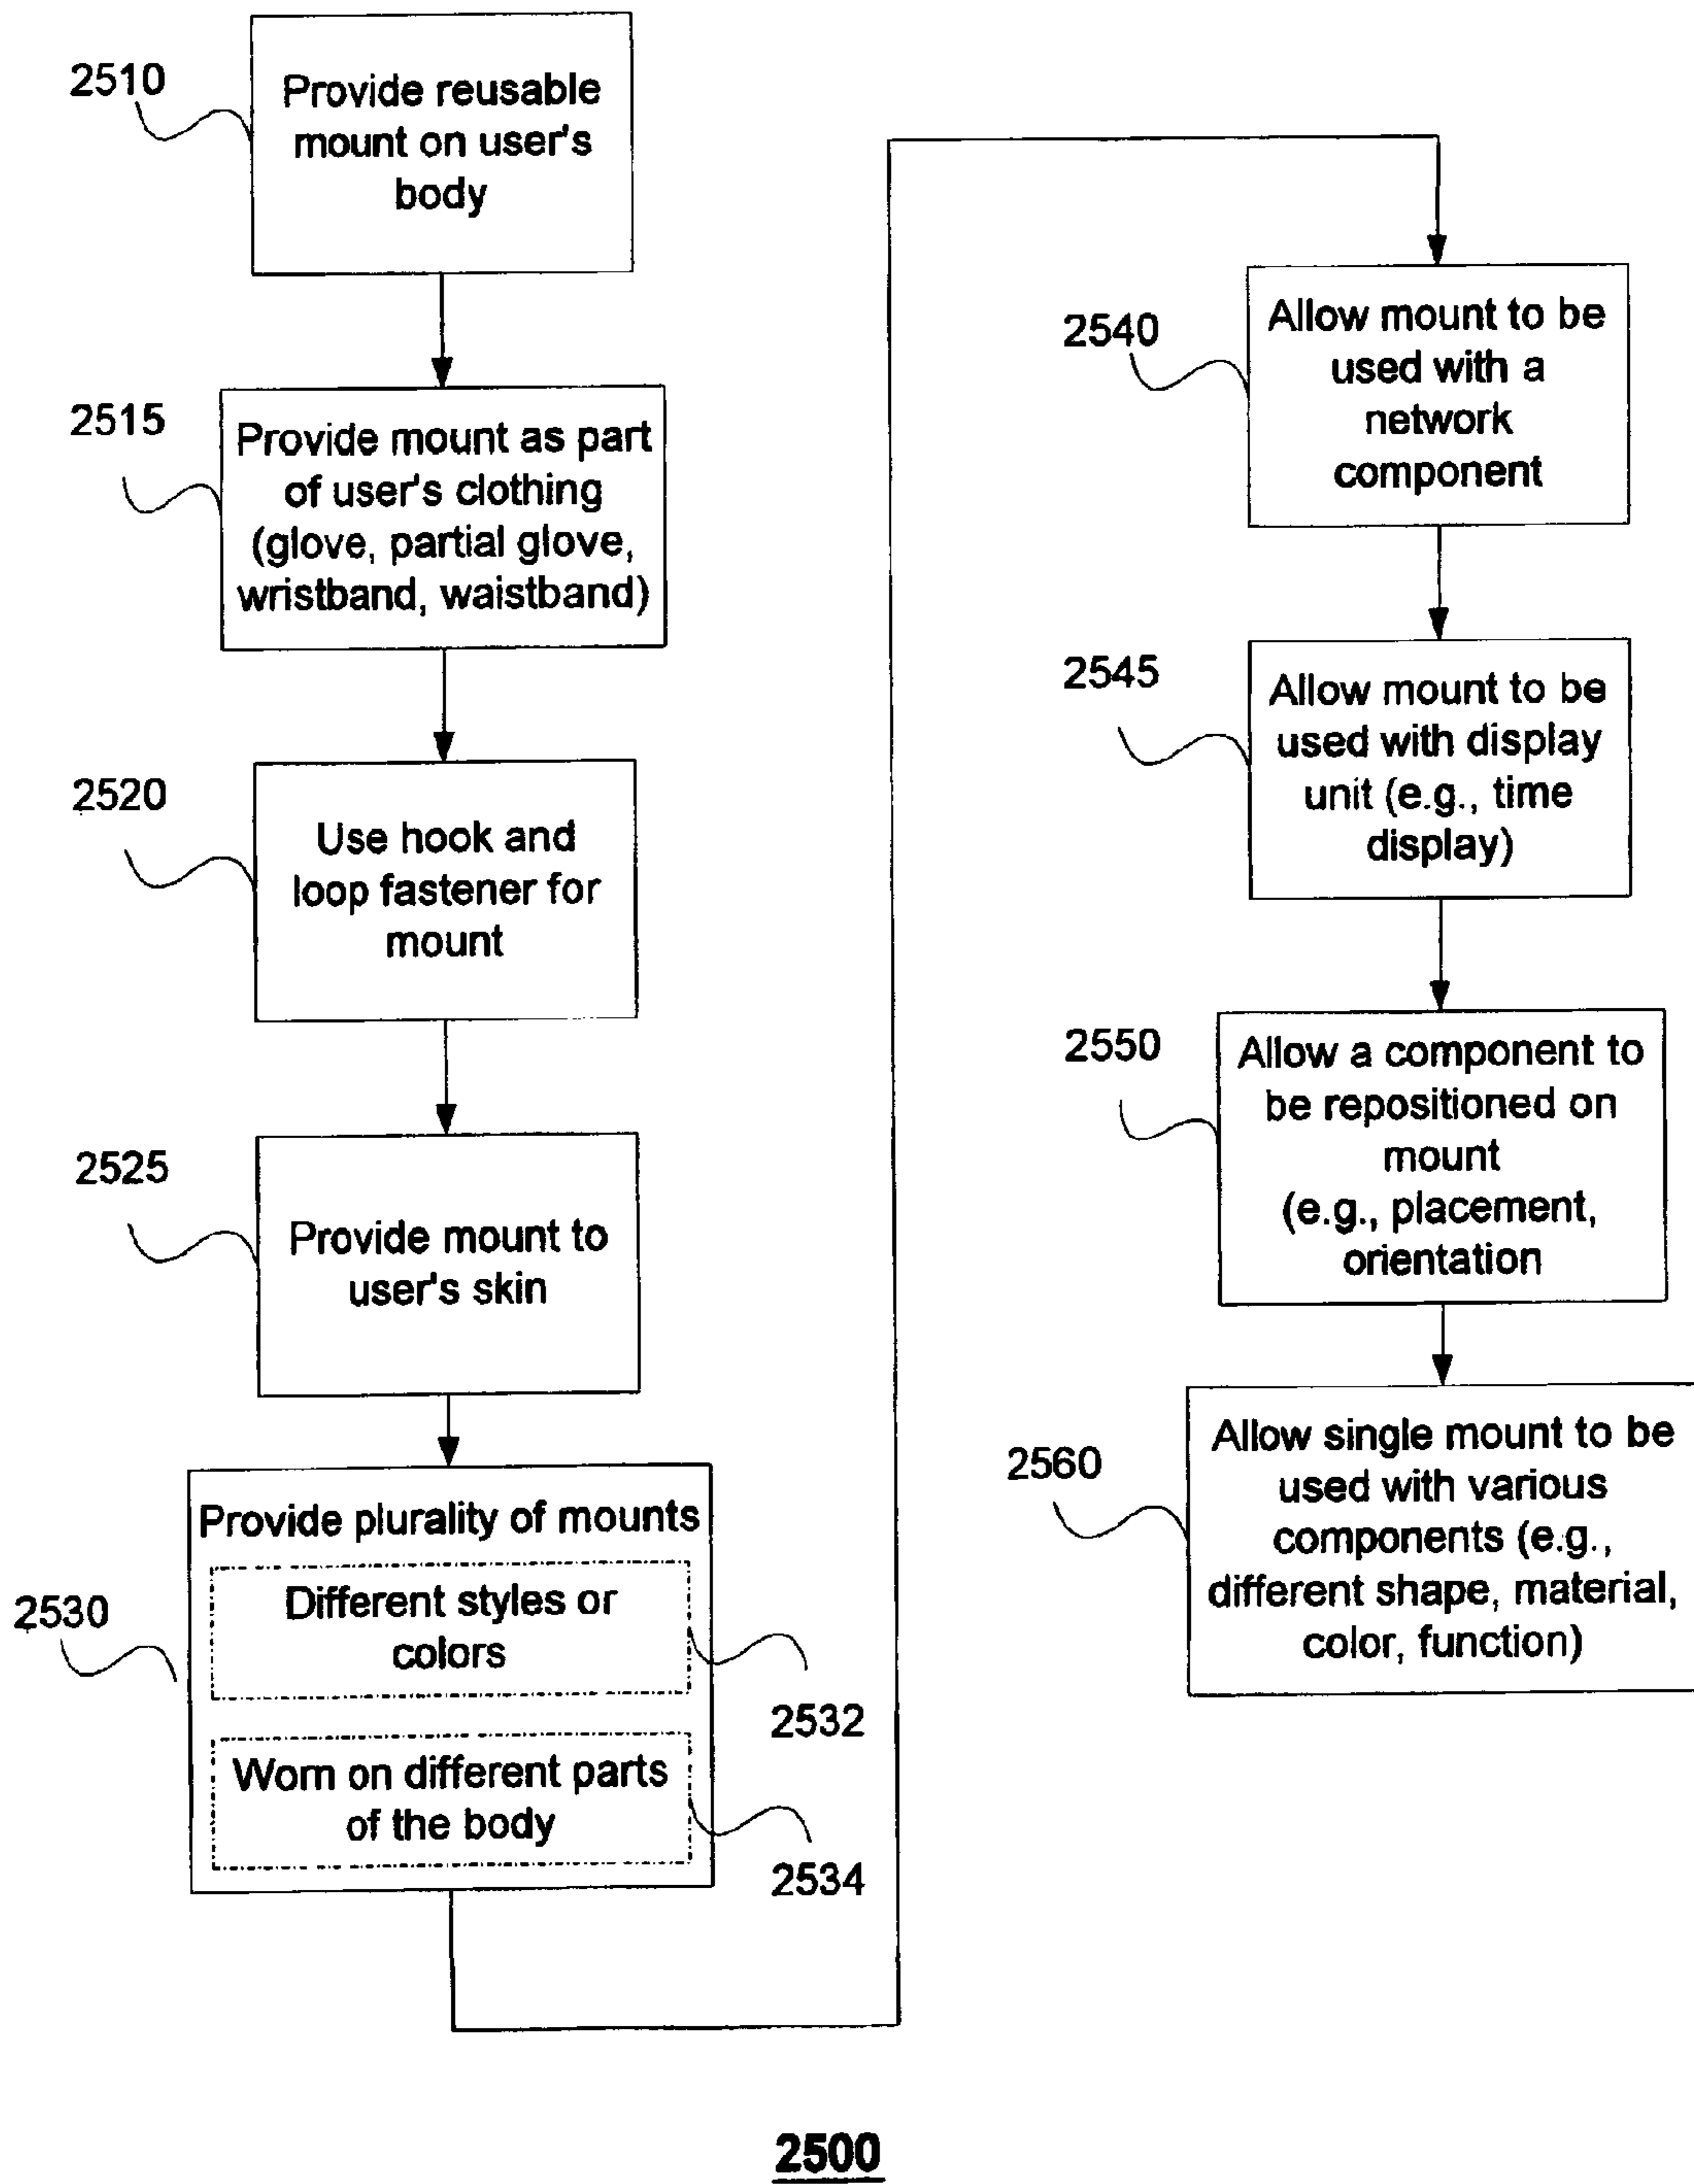 2510
Provide reusable
mount on user's
body
2515
Provide mount as part
of user's clothing
(glove, partial glove,
wristband, waistband)
2520
Use hook and
loop fastener for
mount
2525
Provide mount to
user's skin
2530
Provide plurality of mounts
Different styles or
colors
2532
Worn on different parts
of the body
2534
2540
Allow mount to be
used with a
network
component
2545
Allow mount to be
used with display
unit (e.g., time
display)
2550
Allow a component to
be repositioned on
mount
(e.g., placement,
orientation
2560
Allow single mount to be
used with various
components (e.g.,
different shape, material,
color, function)
2500